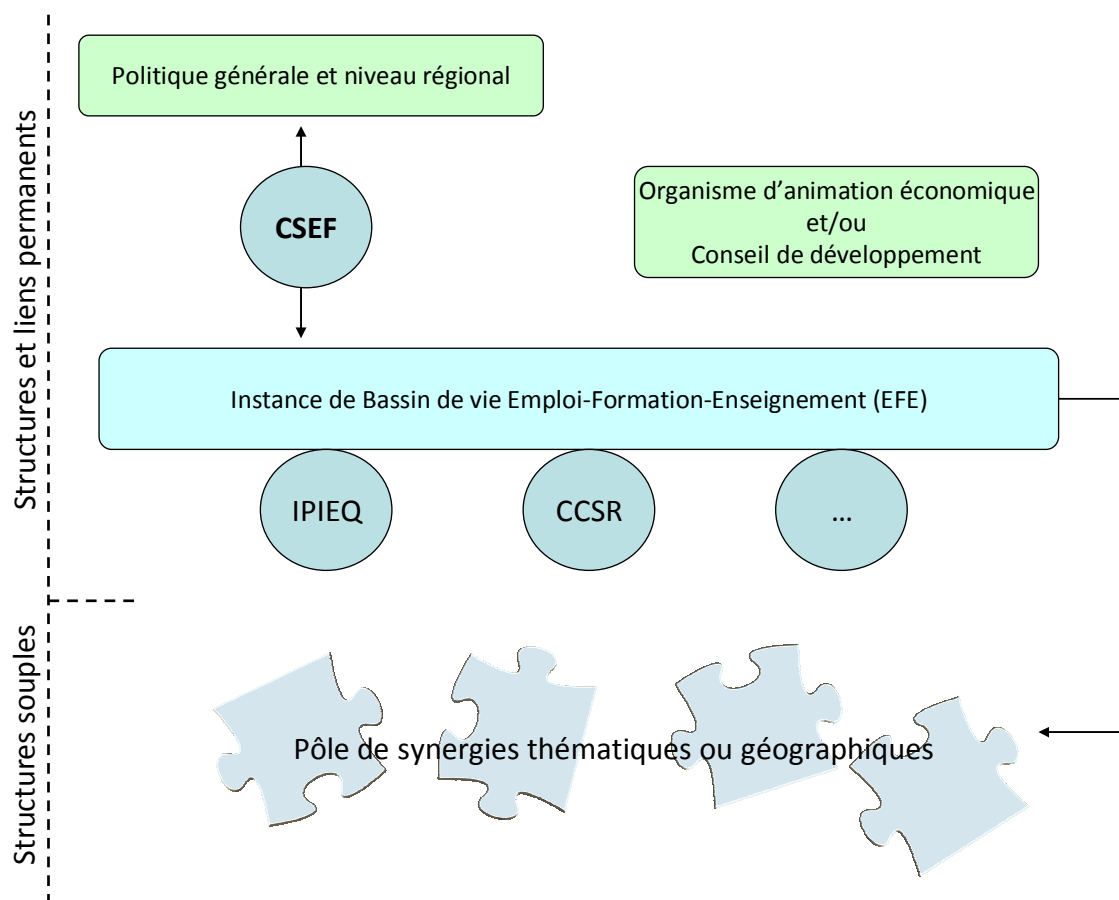 Structures et liens permanents
Politique générale et niveau régional
CSEF
Organisme d’animation économique
et/ou
Conseil de développement
Instance de Bassin de vie Emploi-Formation-Enseignement (EFE)
IPIEQ
CCSR
...
Structures souples
Pôle de synergies thématiques ou géographiques